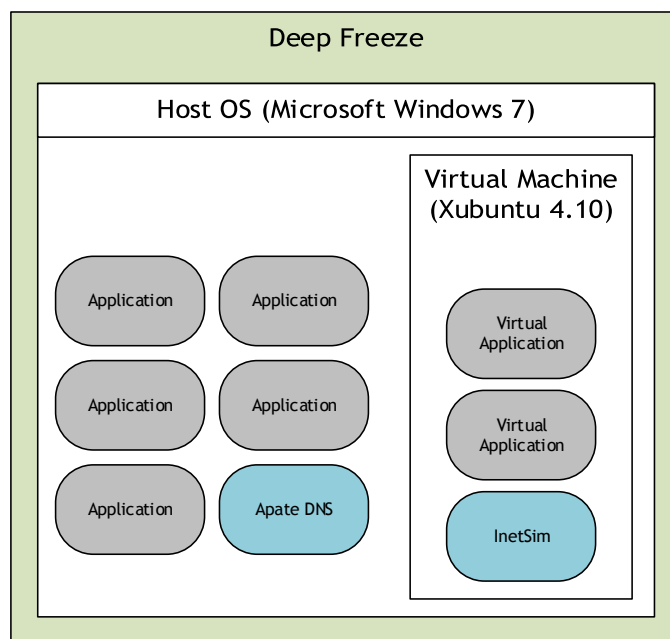 Deep Freeze
Host OS (Microsoft Windows 7)
Virtual Machine
(Xubuntu 4.10)
Application
Application
Application
Application
Application
Apate DNS
Virtual
Application
Virtual
Application
InetSim